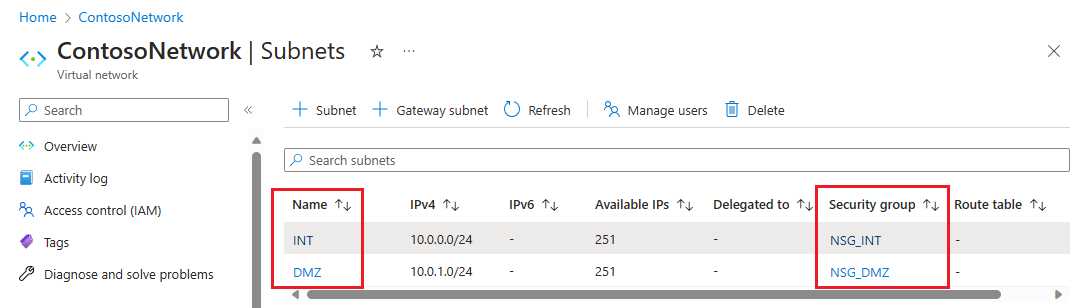 Home > ContosoNetwork
ContosoNetwork | Subnets ☆ ...
Virtual network
Search
Overview
Activity log
Access control (IAM)
Tags
Diagnose and solve problems
+ Subnet + Gateway subnet Refresh Manage users Delete
Search subnets
Name ↑↓ IPv4 ↑↓ IPv6 ↑↓ Available IPs ↑↓ Delegated to ↑↓ Security group ↑↓ Route table ↑↓
INT 10.0.0.0/24 - 251 - NSG_INT -
DMZ 10.0.1.0/24 - 251 - NSG_DMZ -